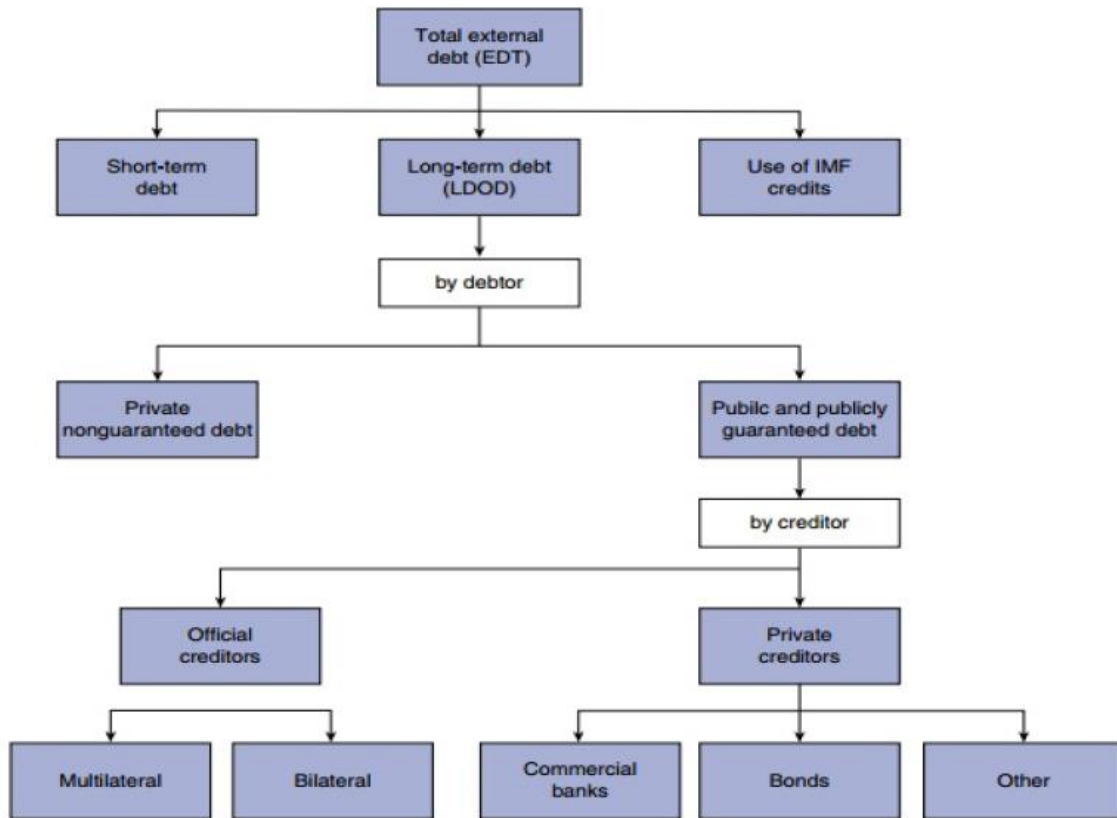 Total external
debt (EDT)
Short-term
debt
Long-term debt
(LDOD)
Use of IMF
credits
by debtor
Private
nonguaranteed debt
Pubilc and publicly
guaranteed debt
by creditor
Official
creditors
Private
creditors
Multilateral
Bilateral
Commercial
banks
Bonds
Other